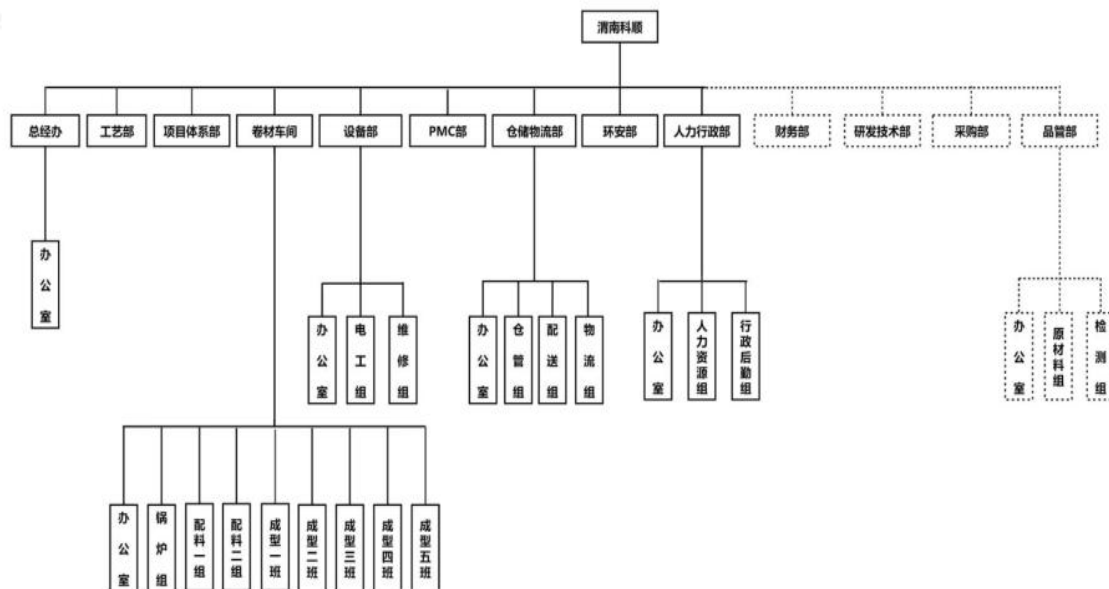 渭南科顺
总经办
工艺部
项目体系部
卷材车间
设备部
PMC部
仓储物流部
环安部
人力行政部
财务部
研发技术部
采购部
品管部
办公室
办公室
电工组
维修组
办公室
仓管组
配送组
物流组
办公室
人力资源组
行政后勤组
办公室
原材料组
检测组
办公室
锅炉组
配料一组
配料二组
成型一班
成型二班
成型三班
成型四班
成型五班